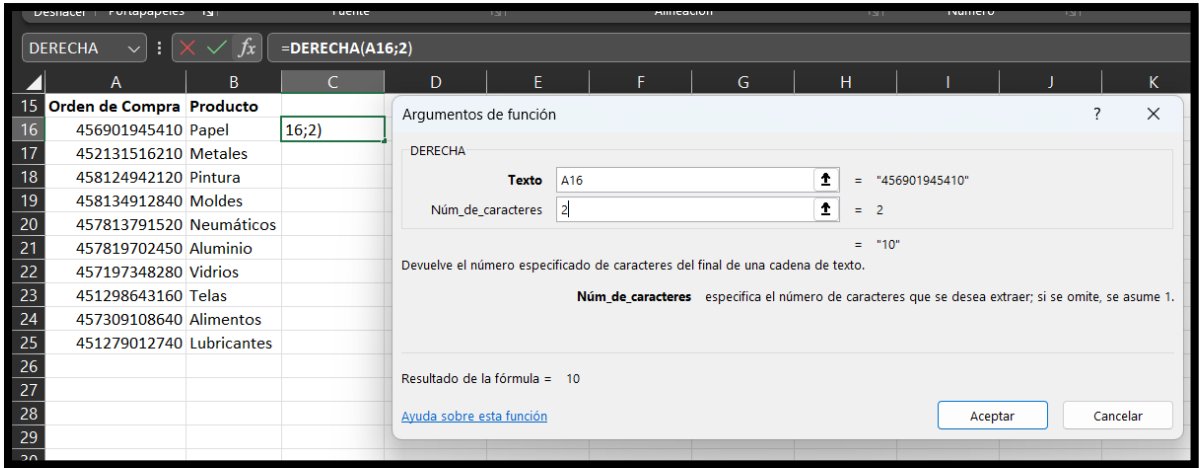 Deshacer Portapapeles Fuente Alineación Número
DERECHA fx =DERECHA(A16;2)
A B C D E F G H I J K
15 Orden de Compra Producto
16 456901945410 Papel 16;2)
17 452131516210 Metales
18 458124942120 Pintura
19 458134912840 Moldes
20 457813791520 Neumáticos
21 457819702450 Aluminio
22 457197348280 Vidrios
23 451298643160 Telas
24 457309108640 Alimentos
25 451279012740 Lubricantes
26
27
28
29
30
Argumentos de función ?
DERECHA
Texto A16 = "456901945410"
Núm_de_caracteres 2 = 2
= "10"
Devuelve el número especificado de caracteres del final de una cadena de texto.
Núm_de_caracteres especifica el número de caracteres que se desea extraer; si se omite, se asume 1.
Resultado de la fórmula = 10
Ayuda sobre esta función Aceptar Cancelar